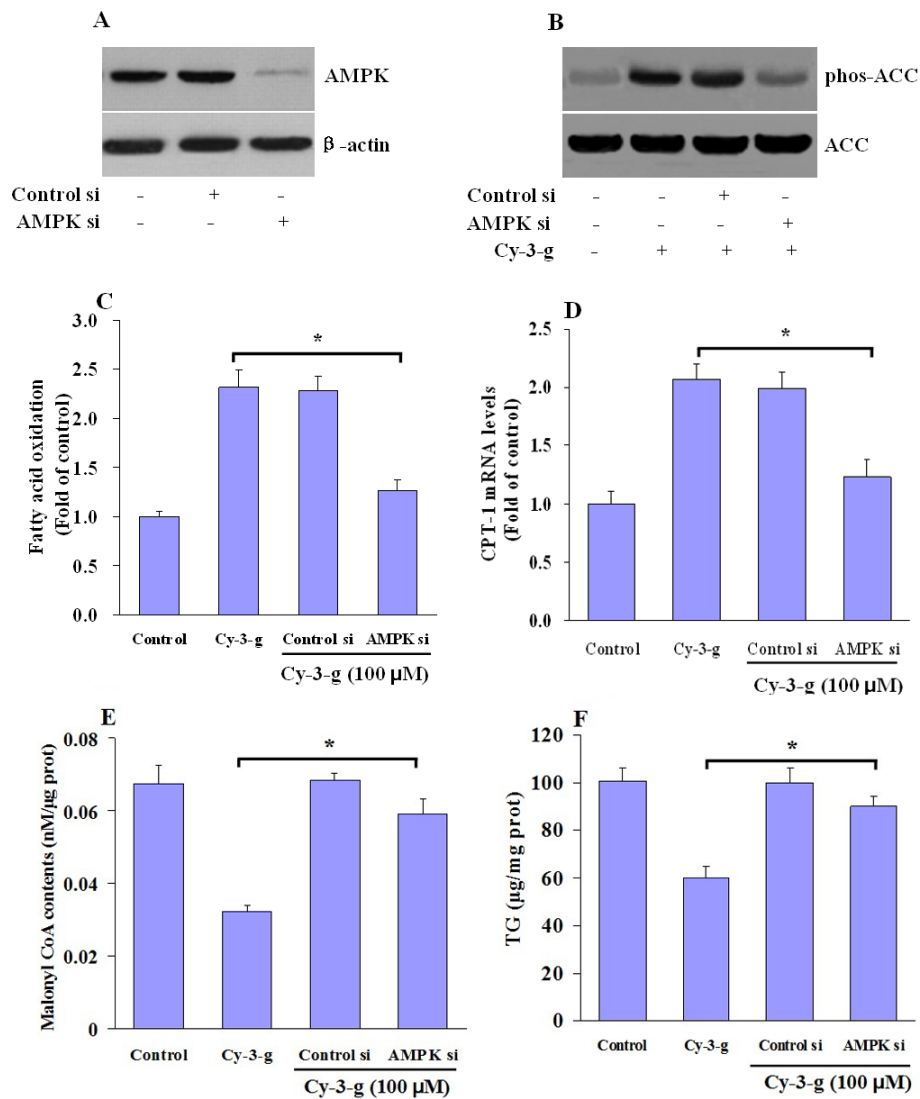 A
AMPK
β-actin
Control si - + -
AMPK si - - +
B
phos-ACC
ACC
Control si - - + -
AMPK si - - - +
Cy-3-g - + + +
C
Fatty acid oxidation
(Fold of control)
3.0
2.5
2.0
1.5
1.0
0.5
0.0
*
Control Cy-3-g Control si AMPK si
Cy-3-g (100 μM)
D
CPT-1 mRNA levels
(Fold of control)
2.5
2.0
1.5
1.0
0.5
0.0
*
Control Cy-3-g Control si AMPK si
Cy-3-g (100 μM)
E
Malonyl CoA contents (nM/μg prot)
0.08
0.06
0.04
0.02
0
*
Control Cy-3-g Control si AMPK si
Cy-3-g (100 μM)
F
TG (μg/mg prot)
120
100
80
60
40
20
0
*
Control Cy-3-g Control si AMPK si
Cy-3-g (100 μM)